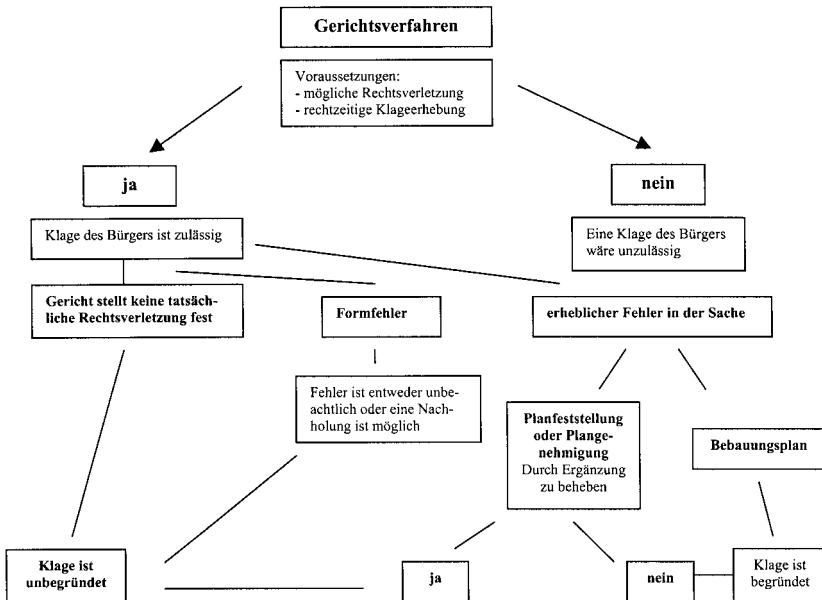 Gerichtsverfahren
Voraussetzungen:
- mögliche Rechtsverletzung
- rechtzeitige Klageerhebung
ja
nein
Klage des Bürgers ist zulässig
Eine Klage des Bürgers
wäre unzulässig
Gericht stellt keine tatsäch-
liche Rechtsverletzung fest
Formfehler
erheblicher Fehler in der Sache
Fehler ist entweder unbe-
achtlich oder eine Nach-
holung ist möglich
Planfeststellung
oder Plange-
nehmigung
Durch Ergänzung
zu beheben
Bebauungsplan
Klage ist
unbegründet
ja
nein
Klage ist
begründet